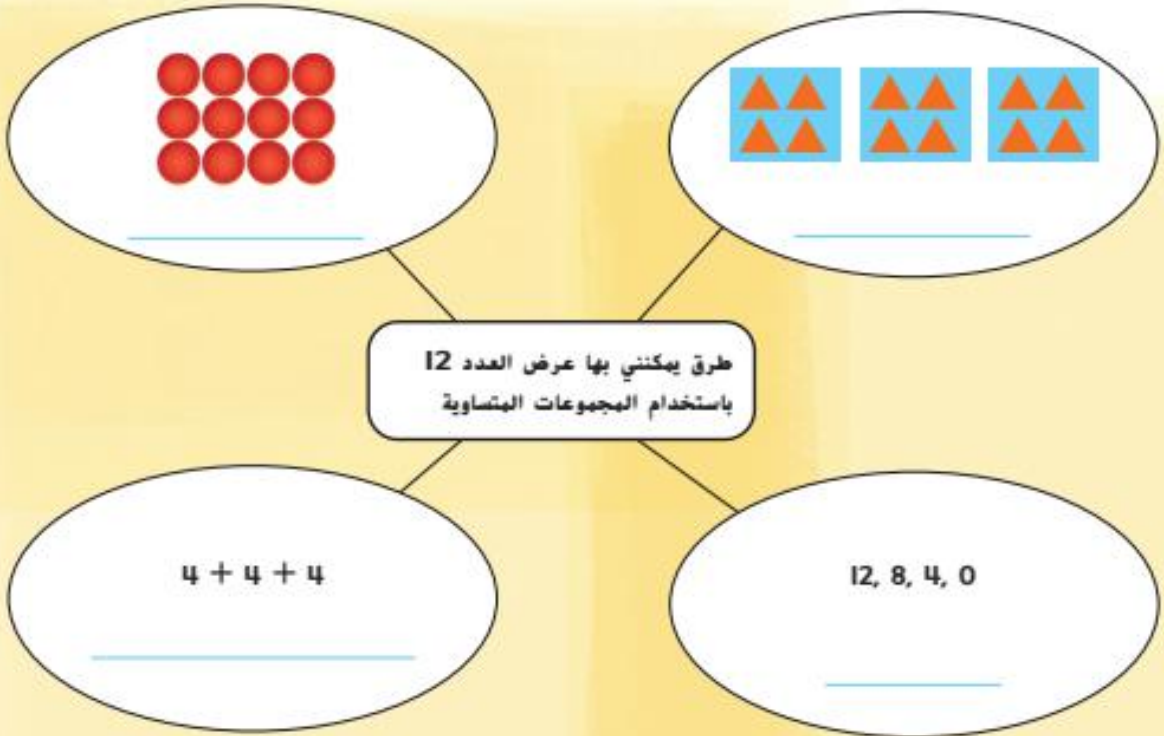 طرق يمكنني بها عرض العدد 12
باستخدام المجموعات المتساوية
4 + 4 + 4
12, 8, 4, 0